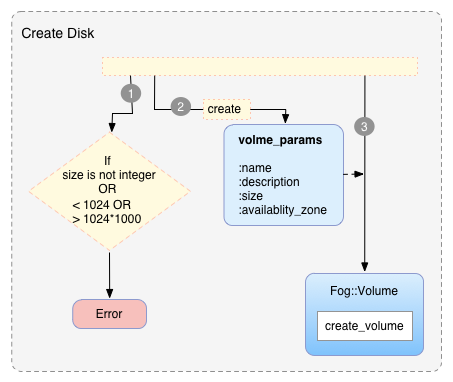 Create Disk
1
2
create
3
If
size is not integer
OR
< 1024 OR
> 1024*1000
volme_params
:name
:description
:size
:availablity_zone
Error
Fog::Volume
create_volume